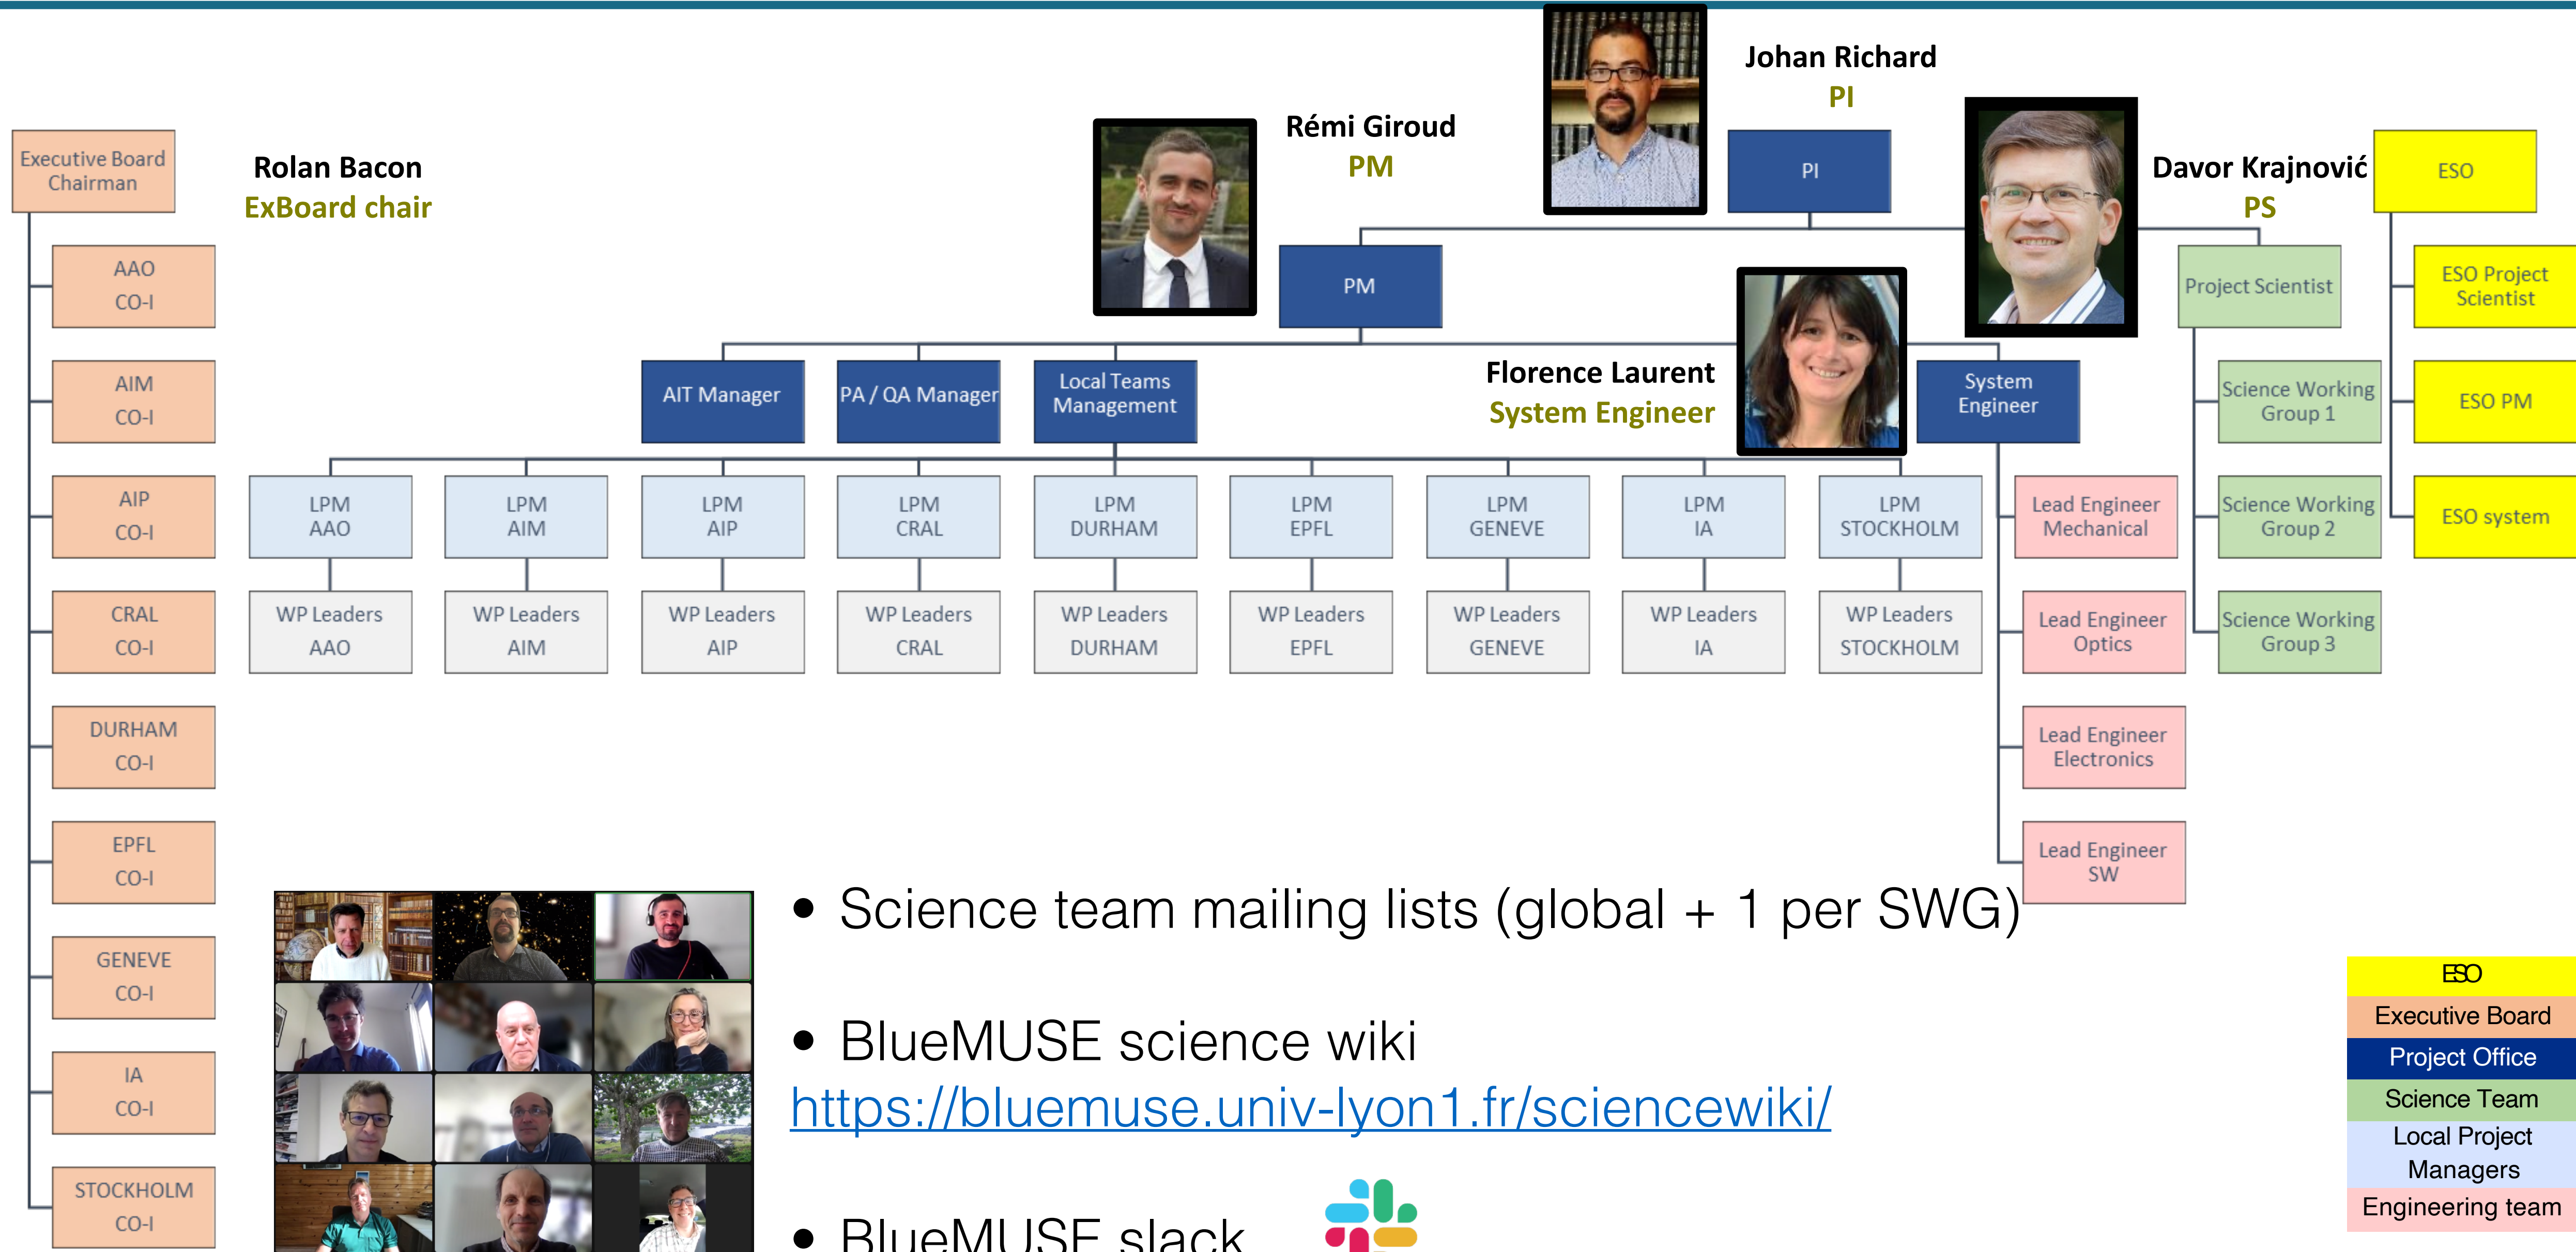 Johan Richard
PI
Rémi Giroud
PM
Executive Board
Chairman
Rolan Bacon
ExBoard chair
PI
Davor Krajnović
PS
ESO
AAO
CO-I
PM
Project Scientist
ESO Project
Scientist
AIM
CO-I
AIT Manager
PA / QA Manager
Local Teams
Management
Florence Laurent
System Engineer
System
Engineer
Science Working
Group 1
ESO PM
AIP
CO-I
LPM
AAO
LPM
AIM
LPM
AIP
LPM
CRAL
LPM
DURHAM
LPM
EPFL
LPM
GENEVE
LPM
IA
LPM
STOCKHOLM
Lead Engineer
Mechanical
Science Working
Group 2
ESO system
CRAL
CO-I
WP Leaders
AAO
WP Leaders
AIM
WP Leaders
AIP
WP Leaders
CRAL
WP Leaders
DURHAM
WP Leaders
EPFL
WP Leaders
GENEVE
WP Leaders
IA
WP Leaders
STOCKHOLM
Lead Engineer
Optics
Science Working
Group 3
DURHAM
CO-I
Lead Engineer
Electronics
EPFL
CO-I
Lead Engineer
SW
GENEVE
CO-I
IA
CO-I
STOCKHOLM
CO-I
• Science team mailing lists (global + 1 per SWG)
• BlueMUSE science wiki
https://bluemuse.univ-lyon1.fr/sciencewiki/
• BlueMUSE slack
ESO
Executive Board
Project Office
Science Team
Local Project
Managers
Engineering team